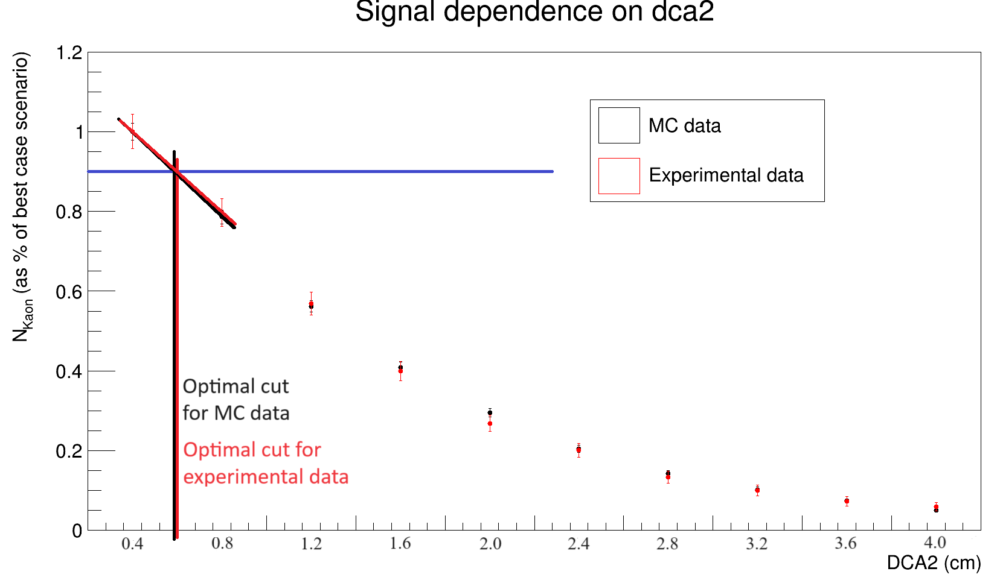 Signal dependence on dca2
N_Kaon (as % of best case scenario)
1.2
1
0.8
0.6
0.4
0.2
0
MC data
Experimental data
Optimal cut
for MC data
Optimal cut for
experimental data
0.4 0.8 1.2 1.6 2.0 2.4 2.8 3.2 3.6 4.0
DCA2 (cm)